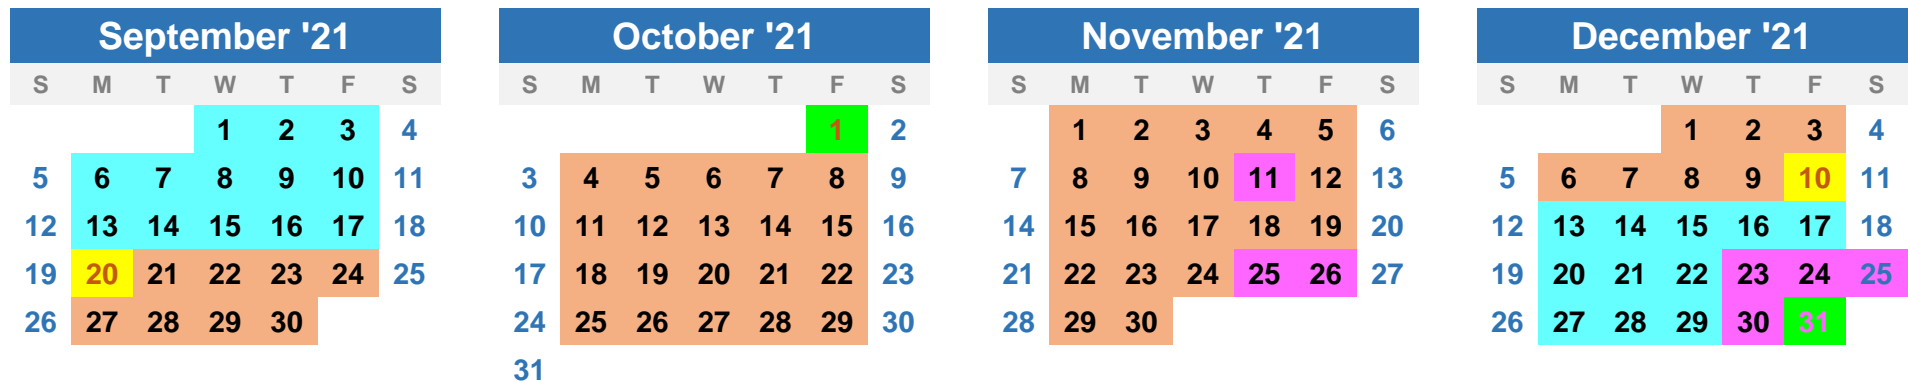 September '21
S M T W T F S
1 2 3 4
5 6 7 8 9 10 11
12 13 14 15 16 17 18
19 20 21 22 23 24 25
26 27 28 29 30
October '21
S M T W T F S
1 2
3 4 5 6 7 8 9
10 11 12 13 14 15 16
17 18 19 20 21 22 23
24 25 26 27 28 29 30
31
November '21
S M T W T F S
1 2 3 4 5 6
7 8 9 10 11 12 13
14 15 16 17 18 19 20
21 22 23 24 25 26 27
28 29 30
December '21
S M T W T F S
1 2 3 4
5 6 7 8 9 10 11
12 13 14 15 16 17 18
19 20 21 22 23 24 25
26 27 28 29 30 31